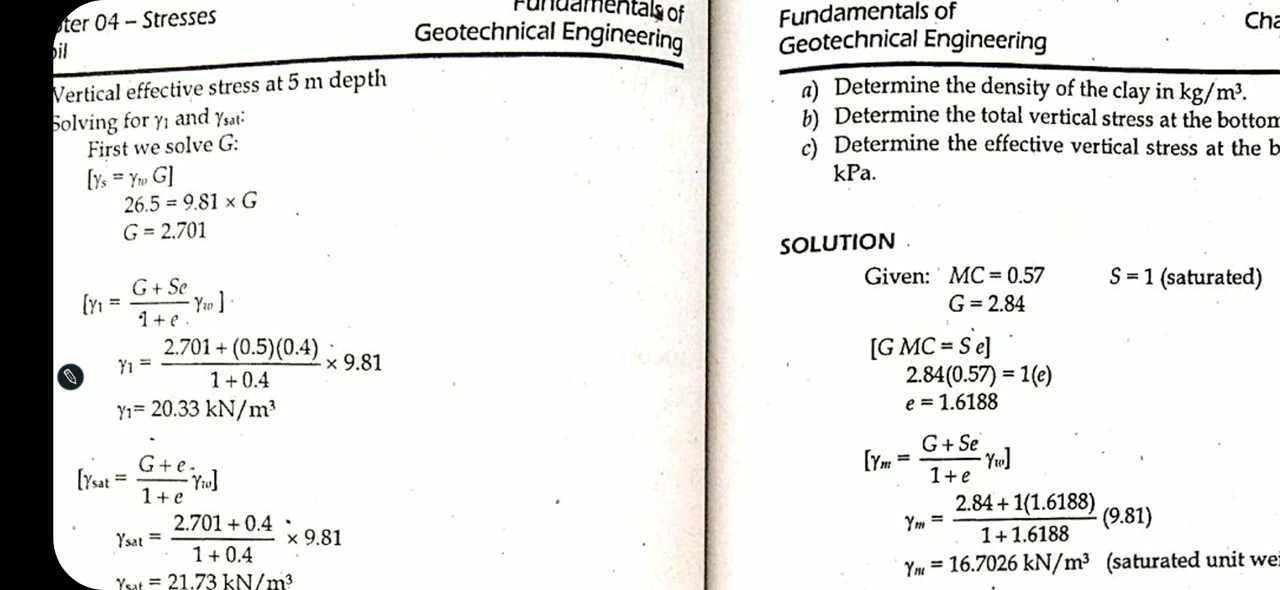 ter 04 – Stresses
oil
Fundamentals of
Geotechnical Engineering
Vertical effective stress at 5 m depth
Solving for γ₁ and γsat:
First we solve G:
[γs = γw G]
26.5 = 9.81 × G
G = 2.701
[γ₁ = (G + Se)/(1 + e) γw]
γ₁ = (2.701 + (0.5)(0.4))/(1 + 0.4) × 9.81
γ₁ = 20.33 kN/m³
[γsat = (G + e)/(1 + e) γw]
γsat = (2.701 + 0.4)/(1 + 0.4) × 9.81
γsat = 21.73 kN/m³
Fundamentals of
Geotechnical Engineering
Cha
a) Determine the density of the clay in kg/m³.
b) Determine the total vertical stress at the bottom
c) Determine the effective vertical stress at the b
kPa.
SOLUTION
Given: MC = 0.57 S = 1 (saturated)
G = 2.84
[G MC = S e]
2.84(0.57) = 1(e)
e = 1.6188
[γm = (G + Se)/(1 + e) γw]
γm = (2.84 + 1(1.6188))/(1 + 1.6188) (9.81)
γm = 16.7026 kN/m³ (saturated unit wei